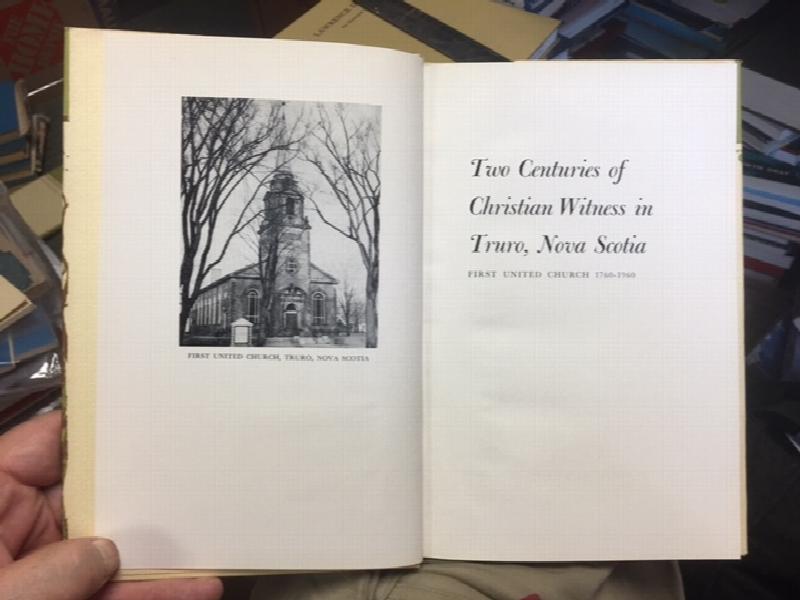 LAWRENCE
FIRST UNITED CHURCH, TRURO, NOVA SCOTIA
Two Centuries of
Christian Witness in
Truro, Nova Scotia
FIRST UNITED CHURCH 1760-1960